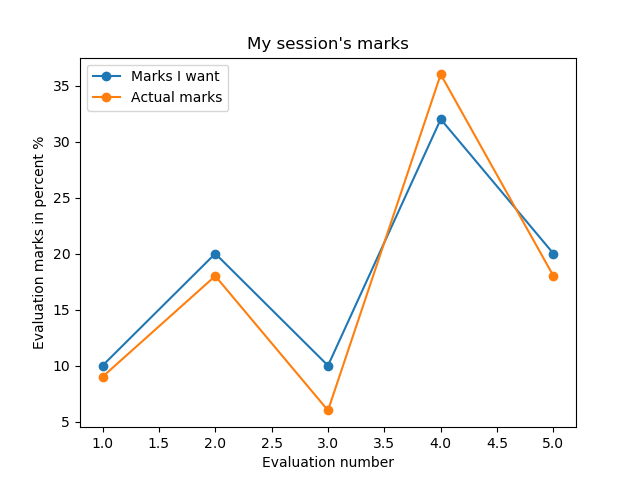 My session's marks
Marks I want
Actual marks
Evaluation marks in percent %
35
30
25
20
15
10
5
1.0 1.5 2.0 2.5 3.0 3.5 4.0 4.5 5.0
Evaluation number